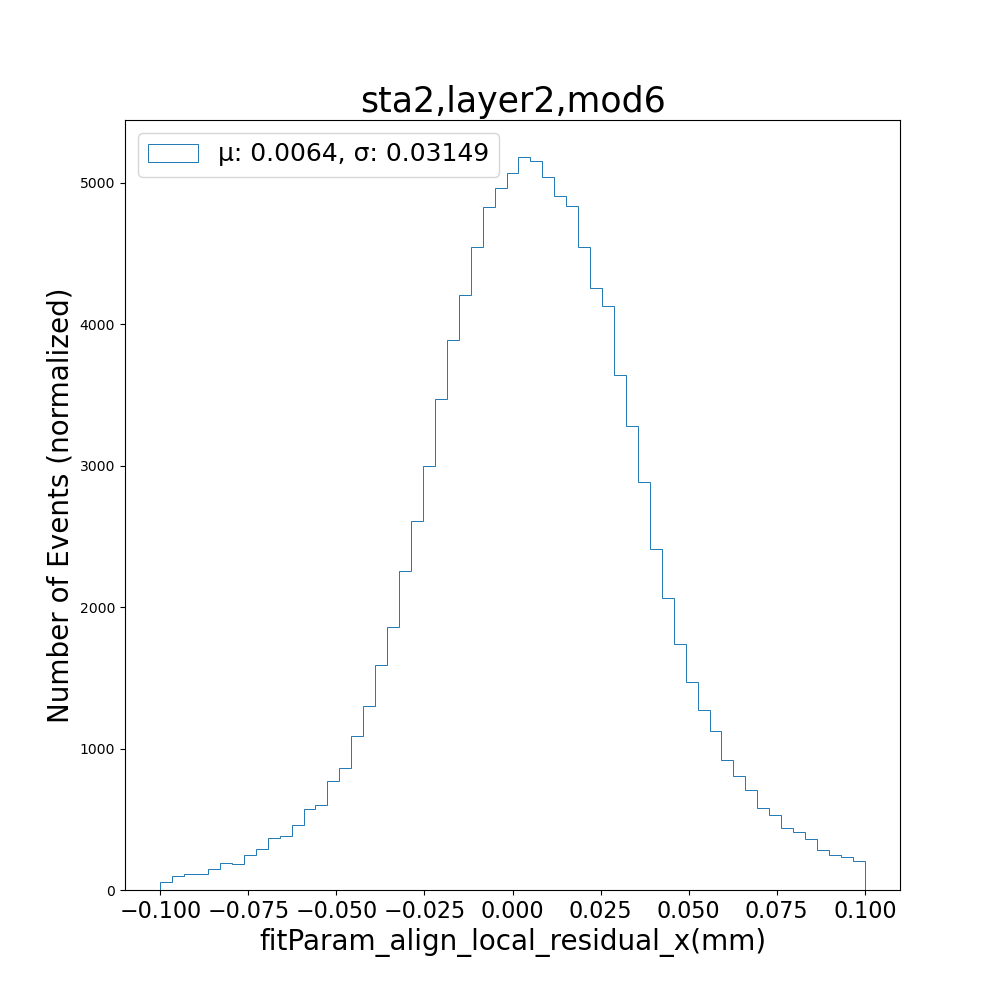 sta2,layer2,mod6
μ: 0.0064, σ: 0.03149
Number of Events (normalized)
5000
4000
3000
2000
1000
0
−0.100 −0.075 −0.050 −0.025 0.000 0.025 0.050 0.075 0.100
fitParam_align_local_residual_x(mm)